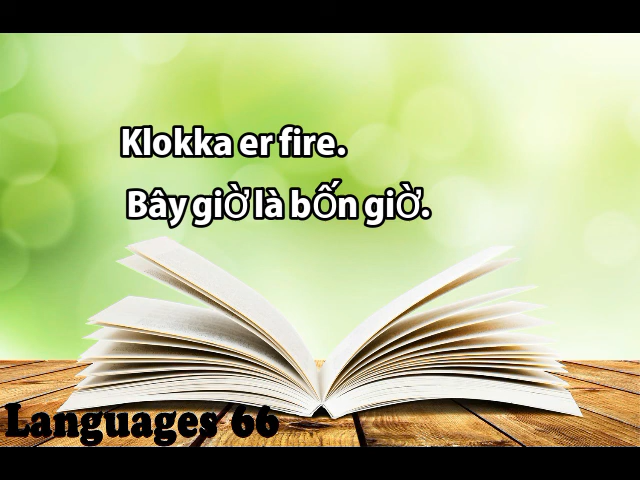 Klokka er fire.
Bây giờ là bốn giờ.
Languages 66